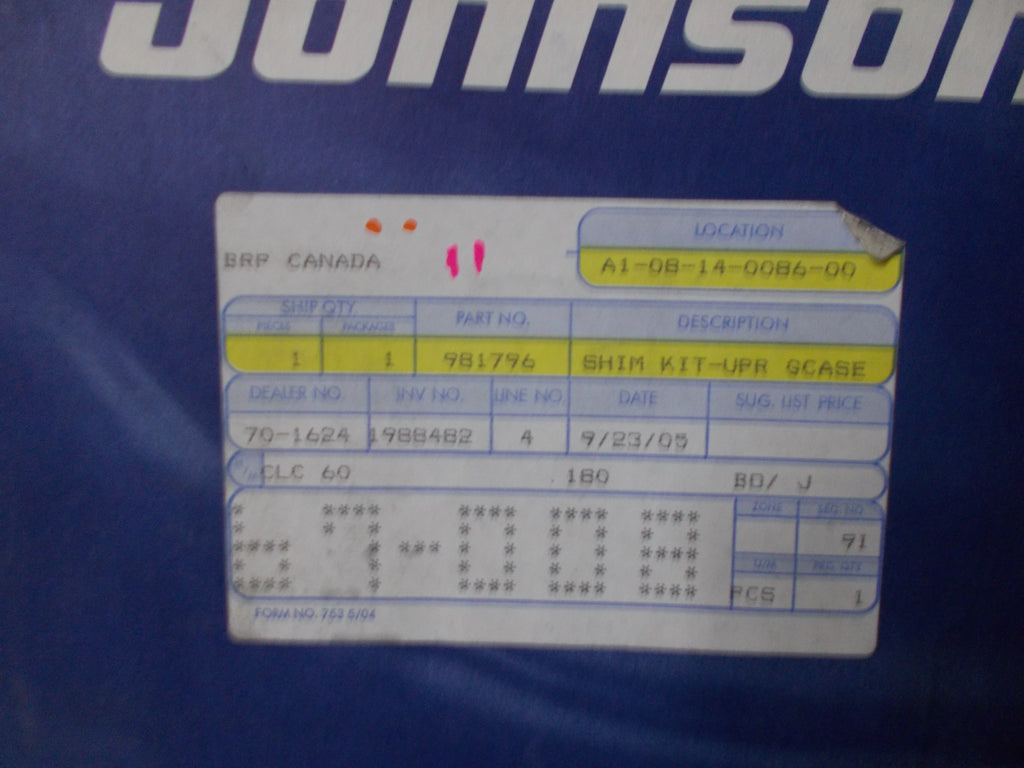 JOHNSON
BRP CANADA
LOCATION
A1-08-14-0086-00
SHIP QTY. PART NO. DESCRIPTION
PIECES PACKAGES
1 1 981796 SHIM KIT-UPR GCASE
DEALER NO. INV NO. LINE NO. DATE SUG. LIST PRICE
70-1624 1988482 4 9/23/05
CLC 60 180 BD/ J
ZONE SEQ. NO.
91
U/M PKG. QTY.
PCS 1
FORM NO. 753 5/04